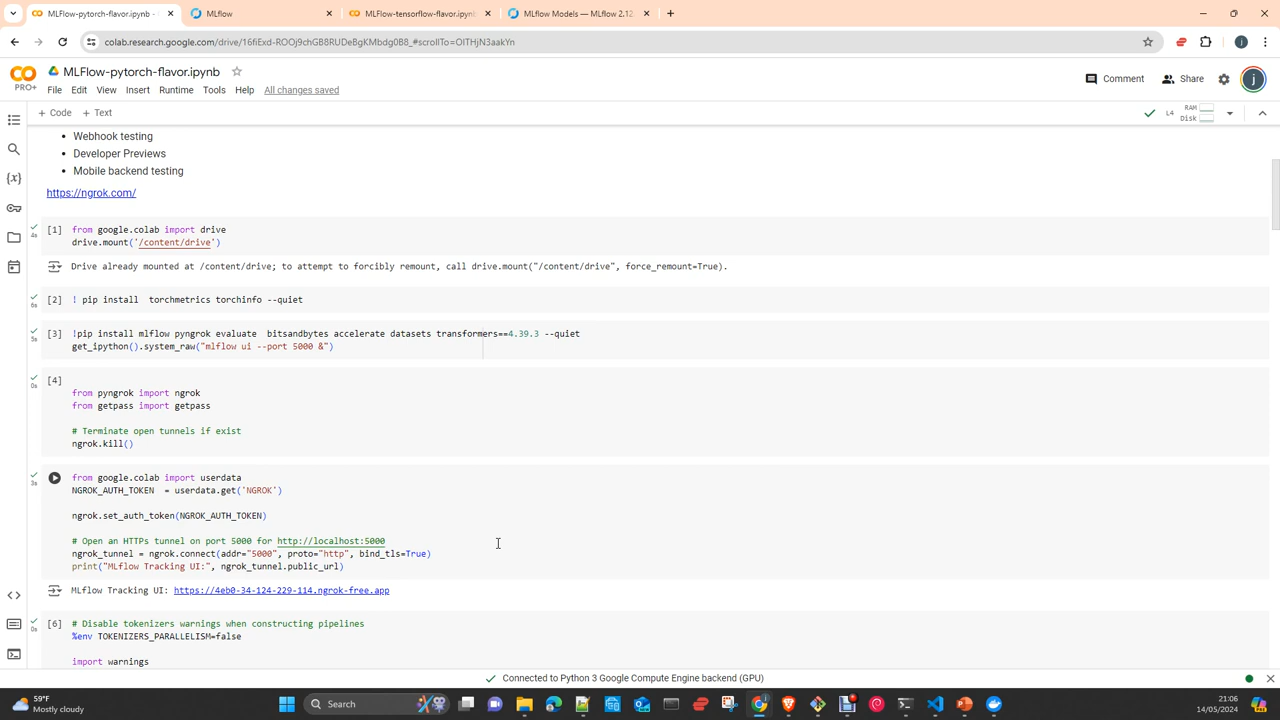 MLFlow-pytorch-flavor.ipynb -
MLflow
MLFlow-tensorflow-flavor.ipynb
MLflow Models — MLflow 2.12.
colab.research.google.com/drive/16fiExd-ROOj9chGB8RUDeBgKMbdg0B8_#scrollTo=OlTHjN3aakYn
j
PRO+
MLFlow-pytorch-flavor.ipynb
File Edit View Insert Runtime Tools Help All changes saved
Comment Share
j
+ Code + Text
L4 RAM
Disk
• Webhook testing
• Developer Previews
• Mobile backend testing
https://ngrok.com/
4s
[1] from google.colab import drive
drive.mount('/content/drive')
Drive already mounted at /content/drive; to attempt to forcibly remount, call drive.mount("/content/drive", force_remount=True).
6s
[2] ! pip install  torchmetrics torchinfo --quiet
5s
[3] !pip install mlflow pyngrok evaluate  bitsandbytes accelerate datasets transformers==4.39.3 --quiet
get_ipython().system_raw("mlflow ui --port 5000 &")
0s
[4]
from pyngrok import ngrok
from getpass import getpass
# Terminate open tunnels if exist
ngrok.kill()
3s
from google.colab import userdata
NGROK_AUTH_TOKEN  = userdata.get('NGROK')
ngrok.set_auth_token(NGROK_AUTH_TOKEN)
# Open an HTTPs tunnel on port 5000 for http://localhost:5000
ngrok_tunnel = ngrok.connect(addr="5000", proto="http", bind_tls=True)
print("MLflow Tracking UI:", ngrok_tunnel.public_url)
MLflow Tracking UI: https://4eb0-34-124-229-114.ngrok-free.app
0s
[6] # Disable tokenizers warnings when constructing pipelines
%env TOKENIZERS_PARALLELISM=false
import warnings
Connected to Python 3 Google Compute Engine backend (GPU)
59°F
Mostly cloudy
Search
21:06
14/05/2024